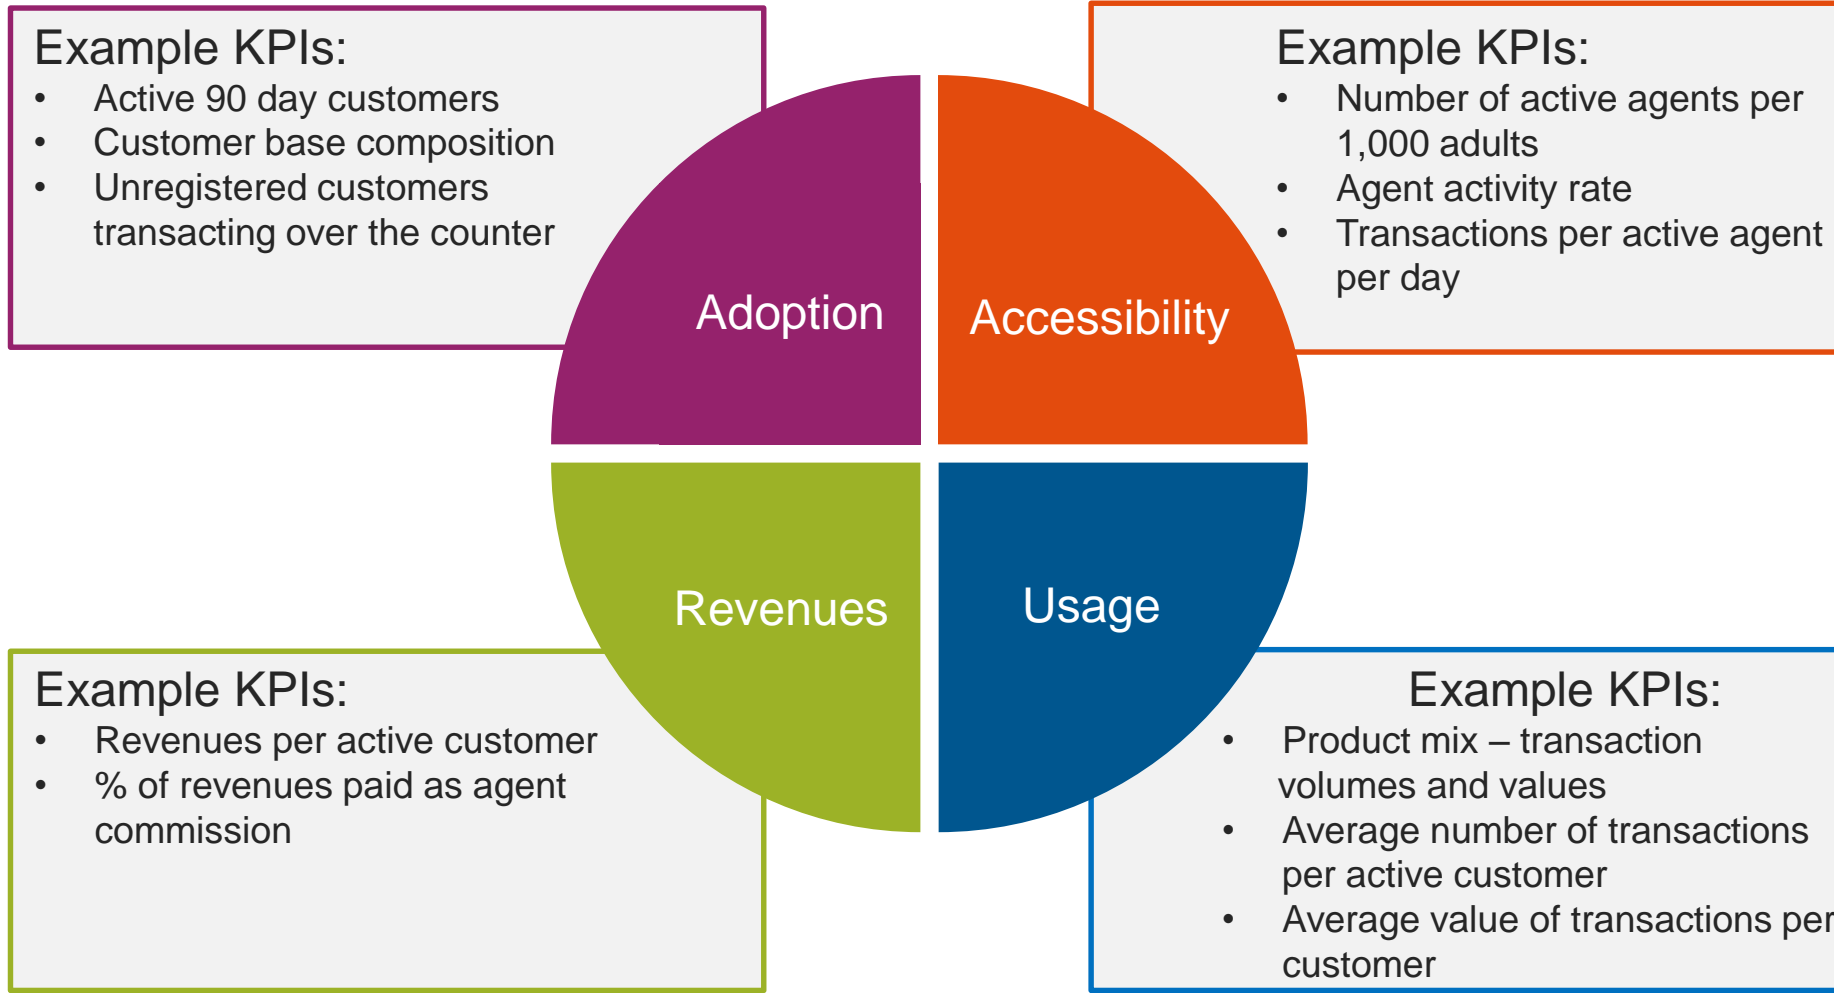 Example KPIs:
• Active 90 day customers
• Customer base composition
• Unregistered customers
transacting over the counter
Example KPIs:
• Number of active agents per
1,000 adults
• Agent activity rate
• Transactions per active agent
per day
Adoption
Accessibility
Revenues
Usage
Example KPIs:
• Revenues per active customer
• % of revenues paid as agent
commission
Example KPIs:
• Product mix – transaction
volumes and values
• Average number of transactions
per active customer
• Average value of transactions per
customer